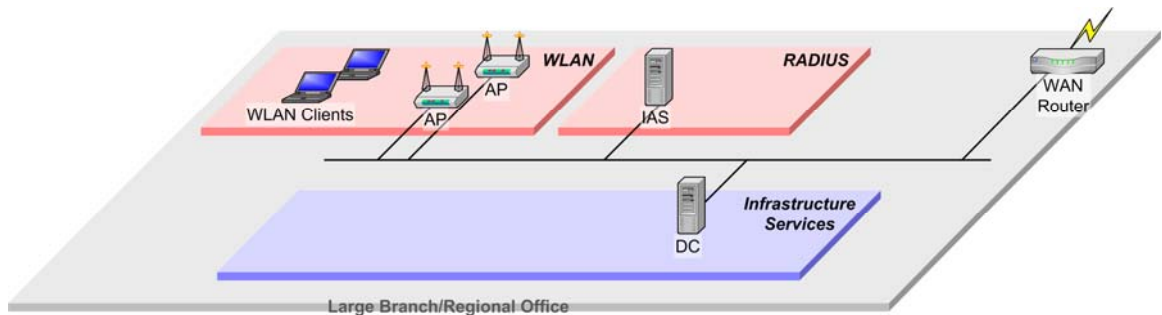 WLAN
RADIUS
AP
WLAN Clients
AP
IAS
WAN
Router
Infrastructure
Services
DC
Large Branch/Regional Office